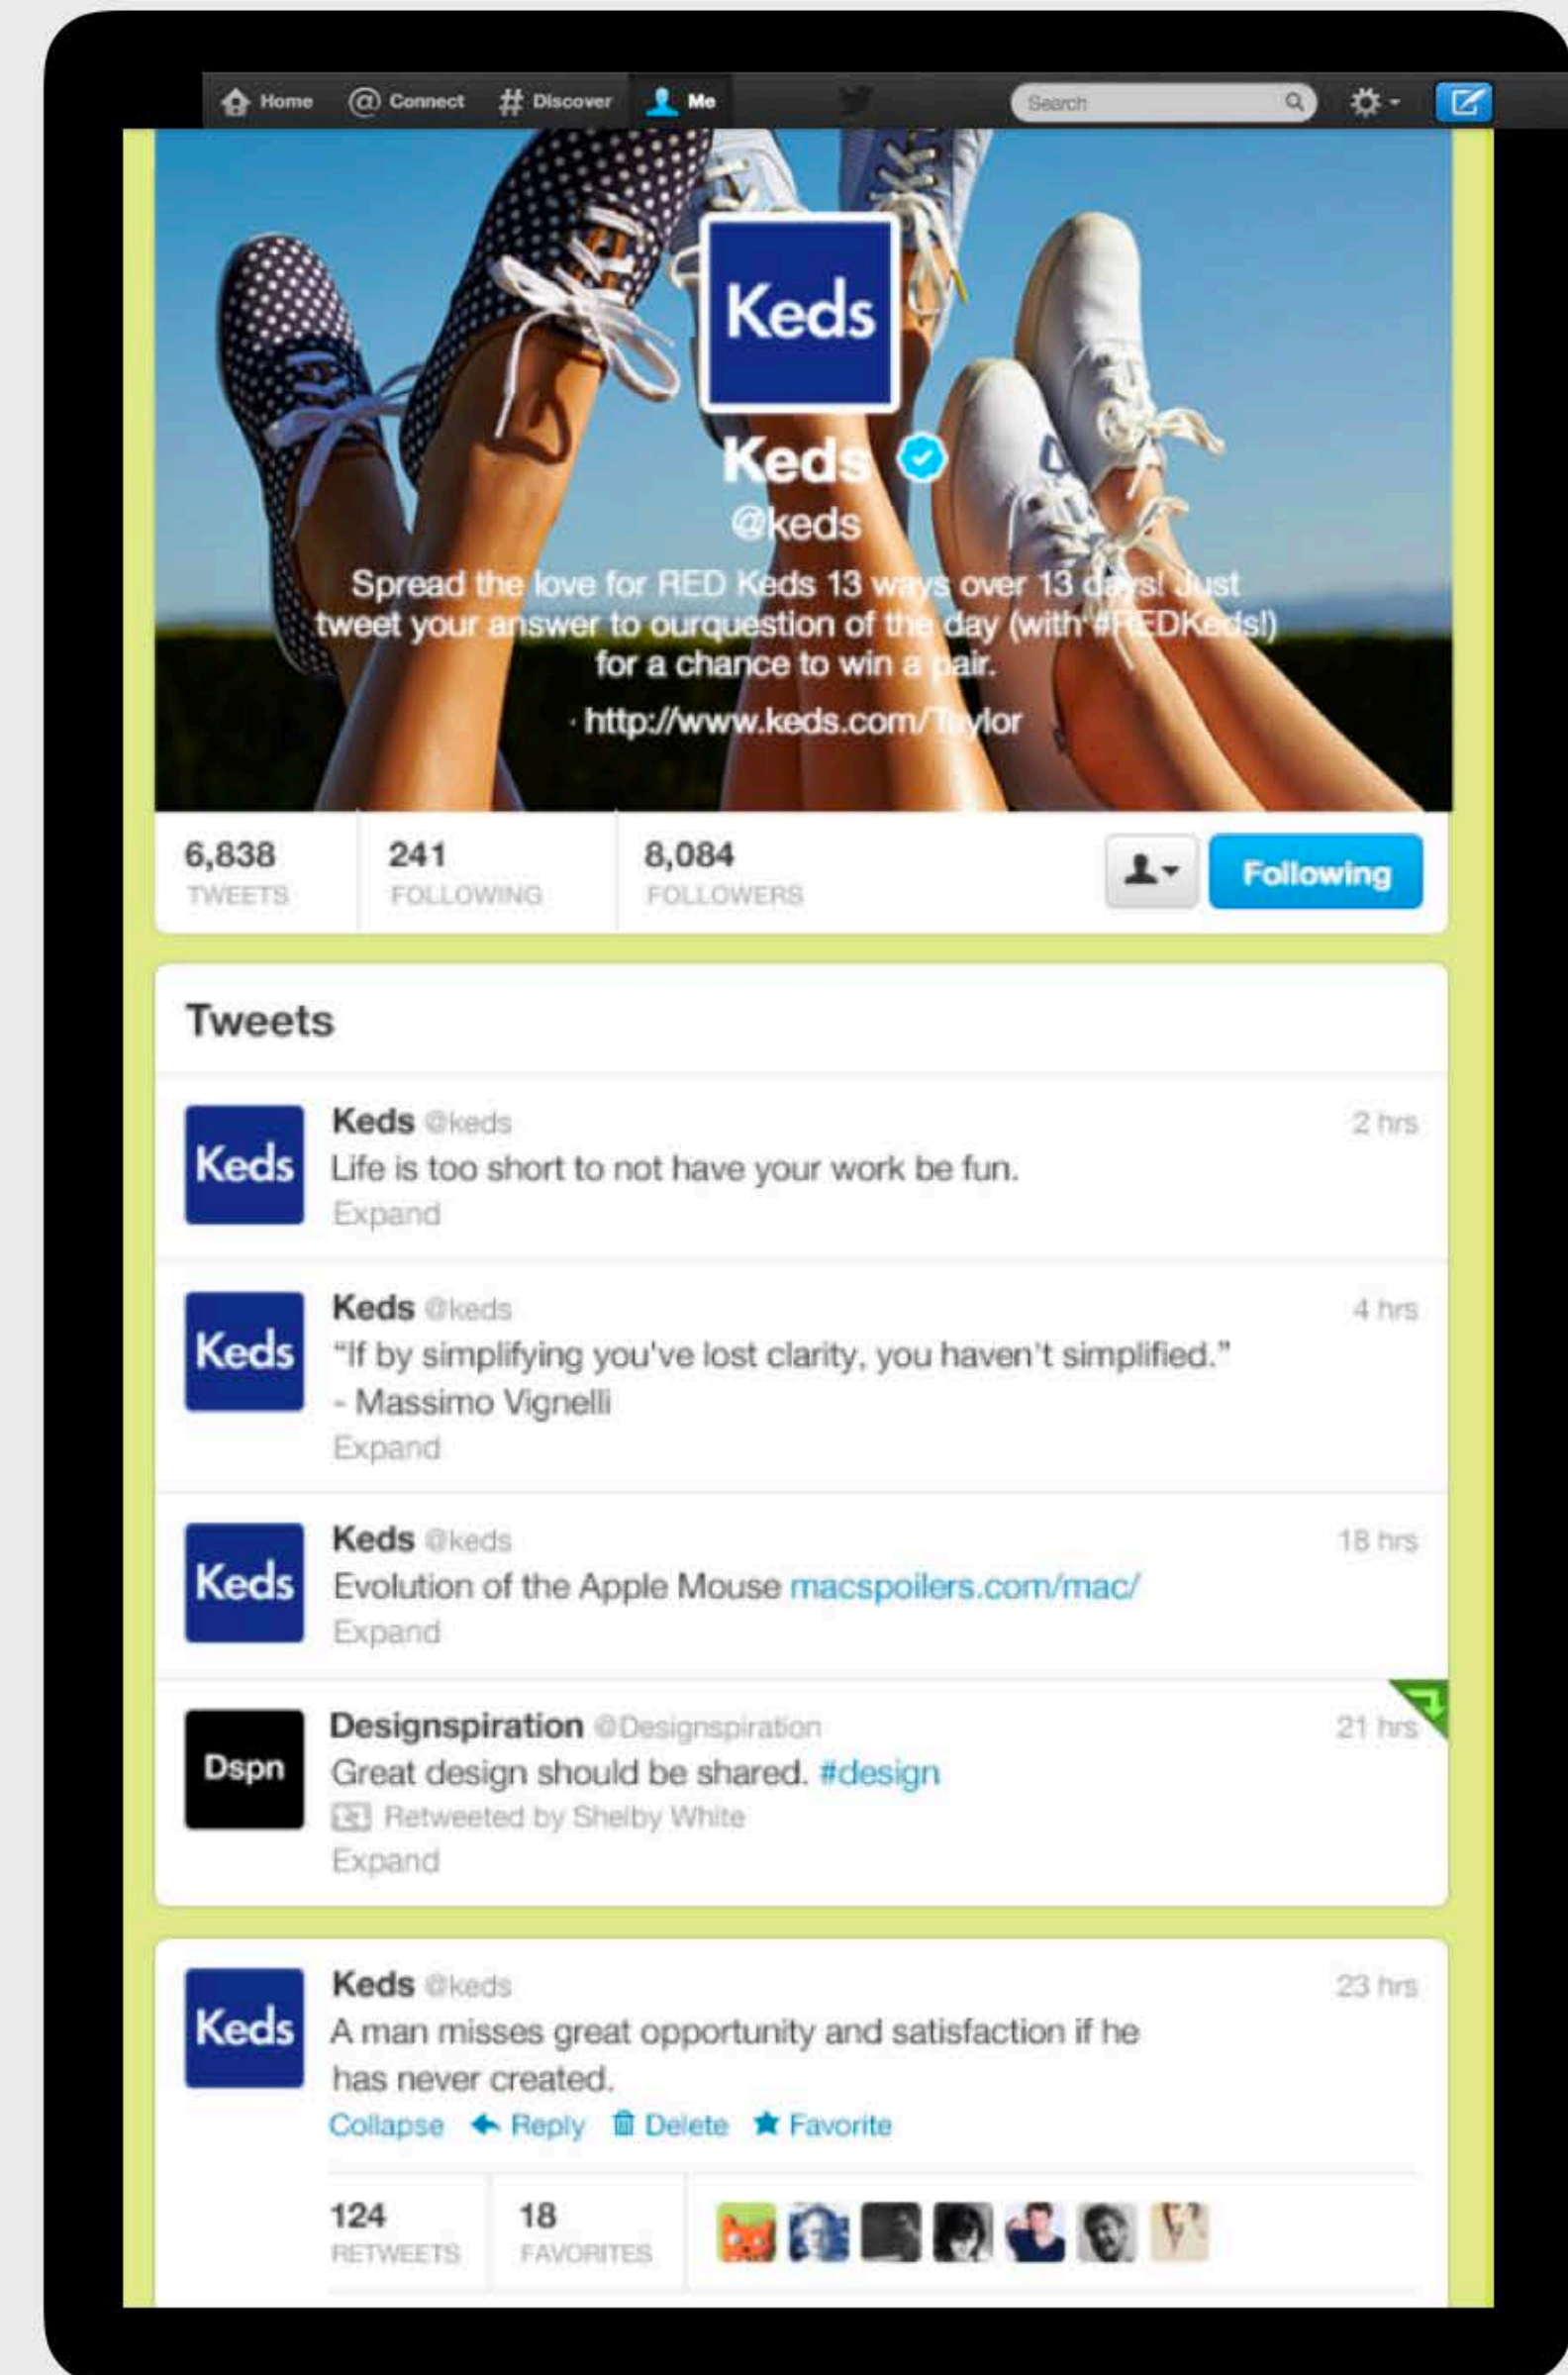 Home @ Connect # Discover Me Search
Keds
Keds
@keds
Spread the love for RED Keds 13 ways over 13 days! Just
tweet your answer to ourquestion of the day (with #REDKeds!)
for a chance to win a pair.
· http://www.keds.com/Taylor
6,838 241 8,084
TWEETS FOLLOWING FOLLOWERS
Following
Tweets
Keds
Keds @keds 2 hrs
Life is too short to not have your work be fun.
Expand
Keds
Keds @keds 4 hrs
“If by simplifying you've lost clarity, you haven't simplified.”
- Massimo Vignelli
Expand
Keds
Keds @keds 18 hrs
Evolution of the Apple Mouse macspoilers.com/mac/
Expand
Dspn
Designspiration @Designspiration 21 hrs
Great design should be shared. #design
Retweeted by Shelby White
Expand
Keds
Keds @keds 23 hrs
A man misses great opportunity and satisfaction if he
has never created.
Collapse Reply Delete Favorite
124 18
RETWEETS FAVORITES